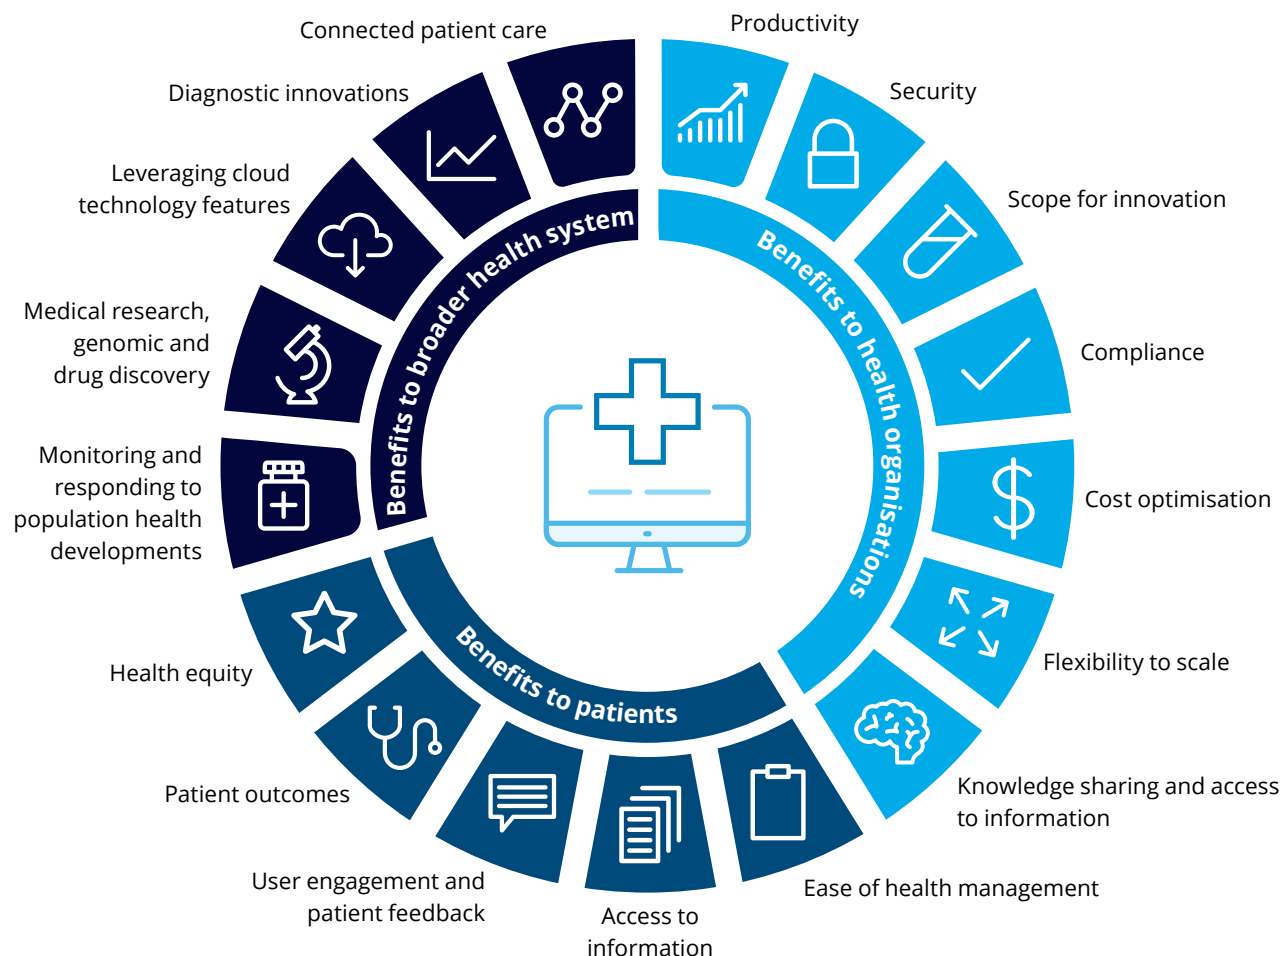 Connected patient care
Productivity
Diagnostic innovations
Security
Leveraging cloud
technology features
Scope for innovation
Medical research,
genomic and
drug discovery
Compliance
Monitoring and
responding to
population health
developments
Cost optimisation
Health equity
Flexibility to scale
Patient outcomes
Knowledge sharing and access
to information
User engagement and
patient feedback
Access to
information
Ease of health management
Benefits to broader health system
Benefits to health organisations
Benefits to patients